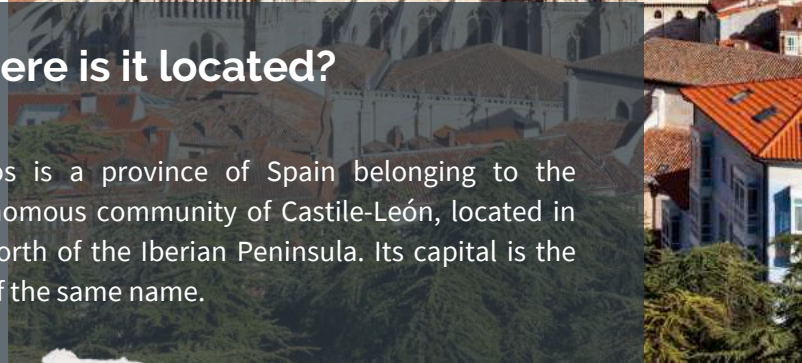 ere is it located?
os is a province of Spain belonging to the
nomous community of Castile-León, located in
orth of the Iberian Peninsula. Its capital is the
f the same name.